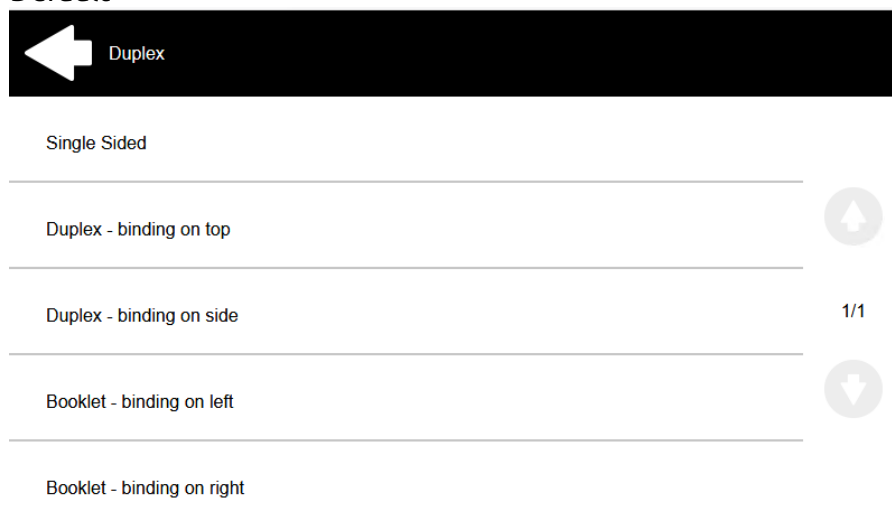 Duplex
Single Sided
Duplex - binding on top
Duplex - binding on side
1/1
Booklet - binding on left
Booklet - binding on right